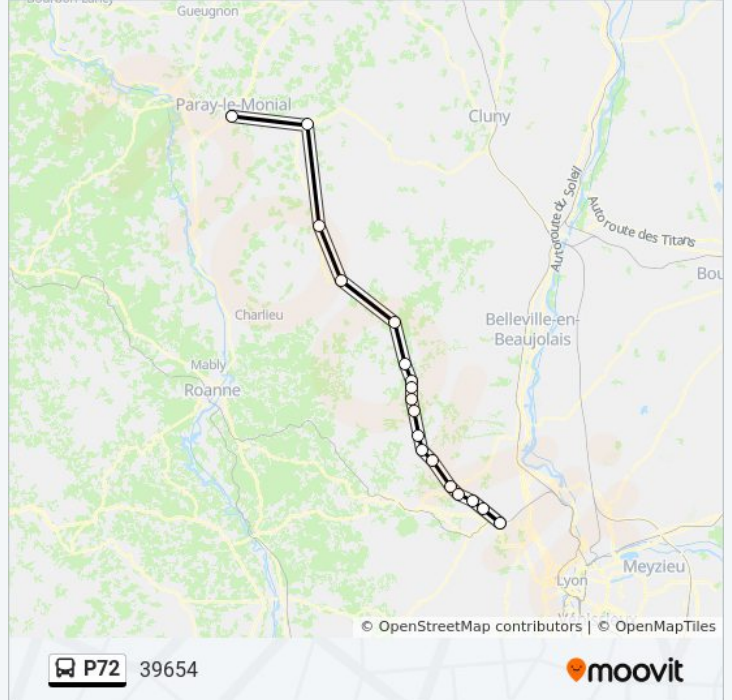 Gueugnon
Paray-le-Monial
Cluny
Autoroute du Soleil
Autoroute des Titans
Bou
Charlieu
Belleville-en-
Beaujolais
Mably
Roanne
Meyzieu
Lyon
© OpenStreetMap contributors | © OpenMapTiles
P72 39654
moovit